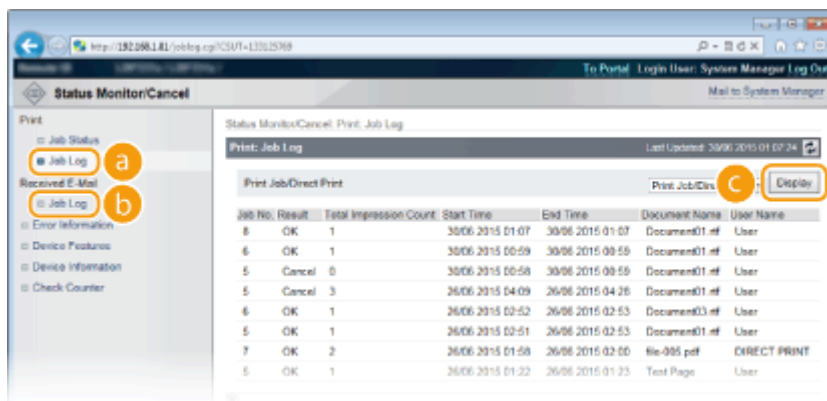 http://192.168.1.81/joblog.cgi?CSUT=133125769
To Portal Login User: System Manager Log Out
Status Monitor/Cancel
Mail to System Manager
Print
Job Status
Job Log
a
Received E-Mail
Job Log
b
Error Information
Device Features
Device Information
Check Counter
Status Monitor/Cancel: Print: Job Log
Print: Job Log
Last Updated: 30/06 2015 01:07:24
Print Job/Direct Print
Print Job/Dire
c
Display
Job No. Result Total Impression Count Start Time End Time Document Name User Name
8 OK 1 30/06 2015 01:07 30/06 2015 01:07 Document01.rtf User
6 OK 1 30/06 2015 00:59 30/06 2015 00:59 Document01.rtf User
5 Cancel 0 30/06 2015 00:58 30/06 2015 00:59 Document01.rtf User
5 Cancel 3 26/06 2015 04:09 26/06 2015 04:26 Document01.rtf User
6 OK 1 26/06 2015 02:52 26/06 2015 02:53 Document03.rtf User
5 OK 1 26/06 2015 02:51 26/06 2015 02:53 Document01.rtf User
7 OK 2 26/06 2015 01:58 26/06 2015 02:00 file-005.pdf DIRECT PRINT
5 OK 1 26/06 2015 01:22 26/06 2015 01:23 Test Page User